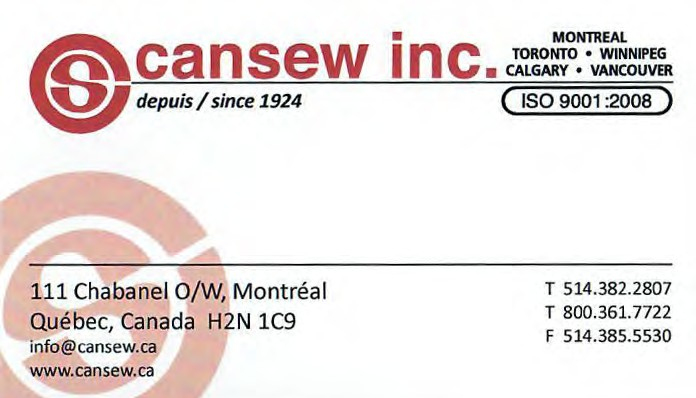 cansew inc.
depuis / since 1924
MONTREAL
TORONTO • WINNIPEG
CALGARY • VANCOUVER
ISO 9001:2008
111 Chabanel O/W, Montréal
Québec, Canada H2N 1C9
info@cansew.ca
www.cansew.ca
T 514.382.2807
T 800.361.7722
F 514.385.5530